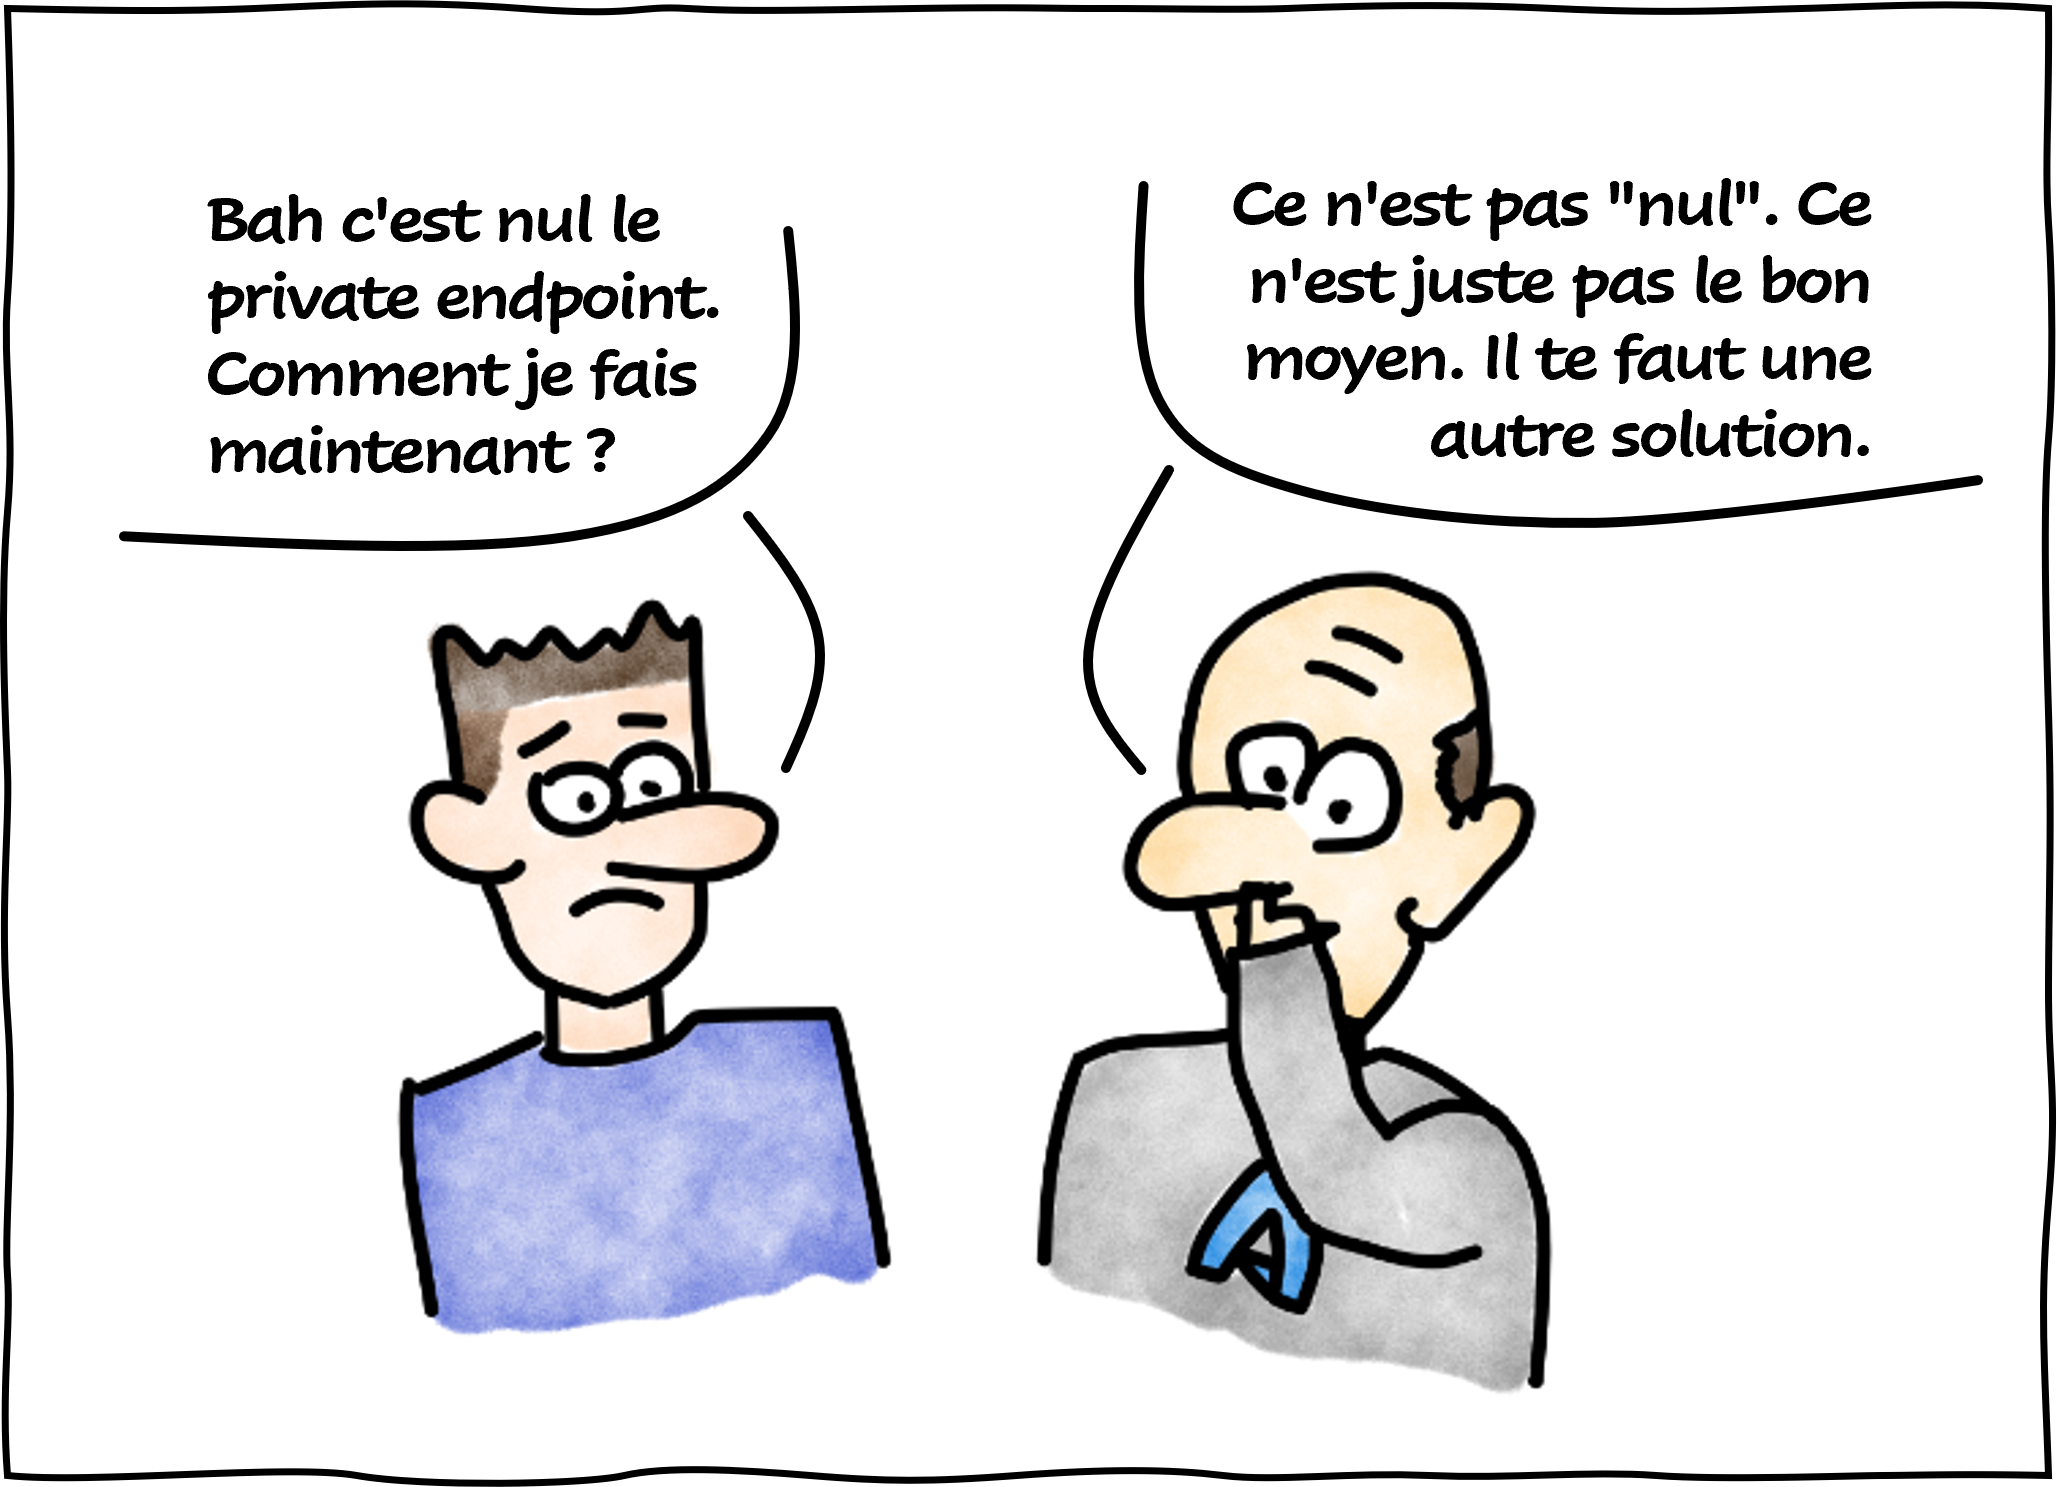 Bah c'est nul le
private endpoint.
Comment je fais
maintenant ?
Ce n'est pas "nul". Ce
n'est juste pas le bon
moyen. Il te faut une
autre solution.